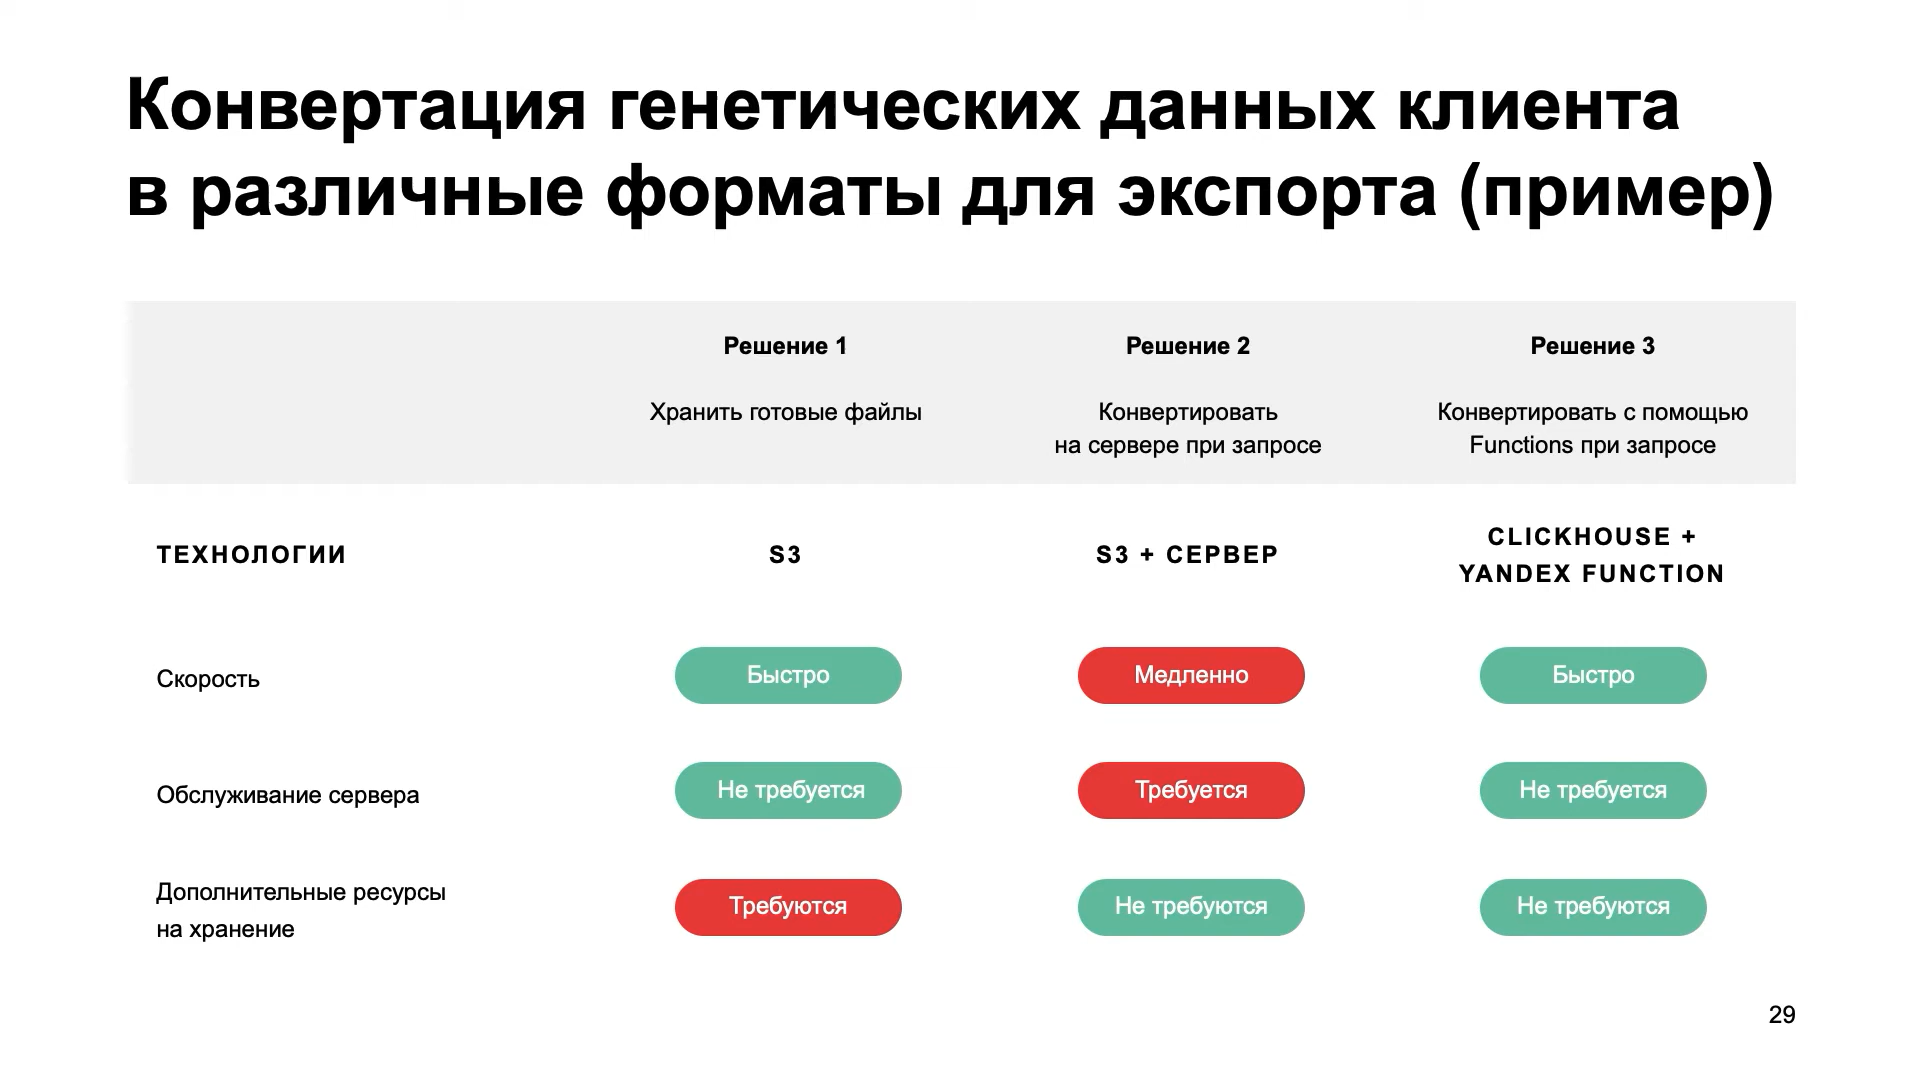 Конвертация генетических данных клиента
в различные форматы для экспорта (пример)
Решение 1
Решение 2
Решение 3
Хранить готовые файлы
Конвертировать
на сервере при запросе
Конвертировать с помощью
Functions при запросе
ТЕХНОЛОГИИ
S3
S3 + СЕРВЕР
CLICKHOUSE +
YANDEX FUNCTION
Скорость
Быстро
Медленно
Быстро
Обслуживание сервера
Не требуется
Требуется
Не требуется
Дополнительные ресурсы
на хранение
Требуются
Не требуются
Не требуются
29